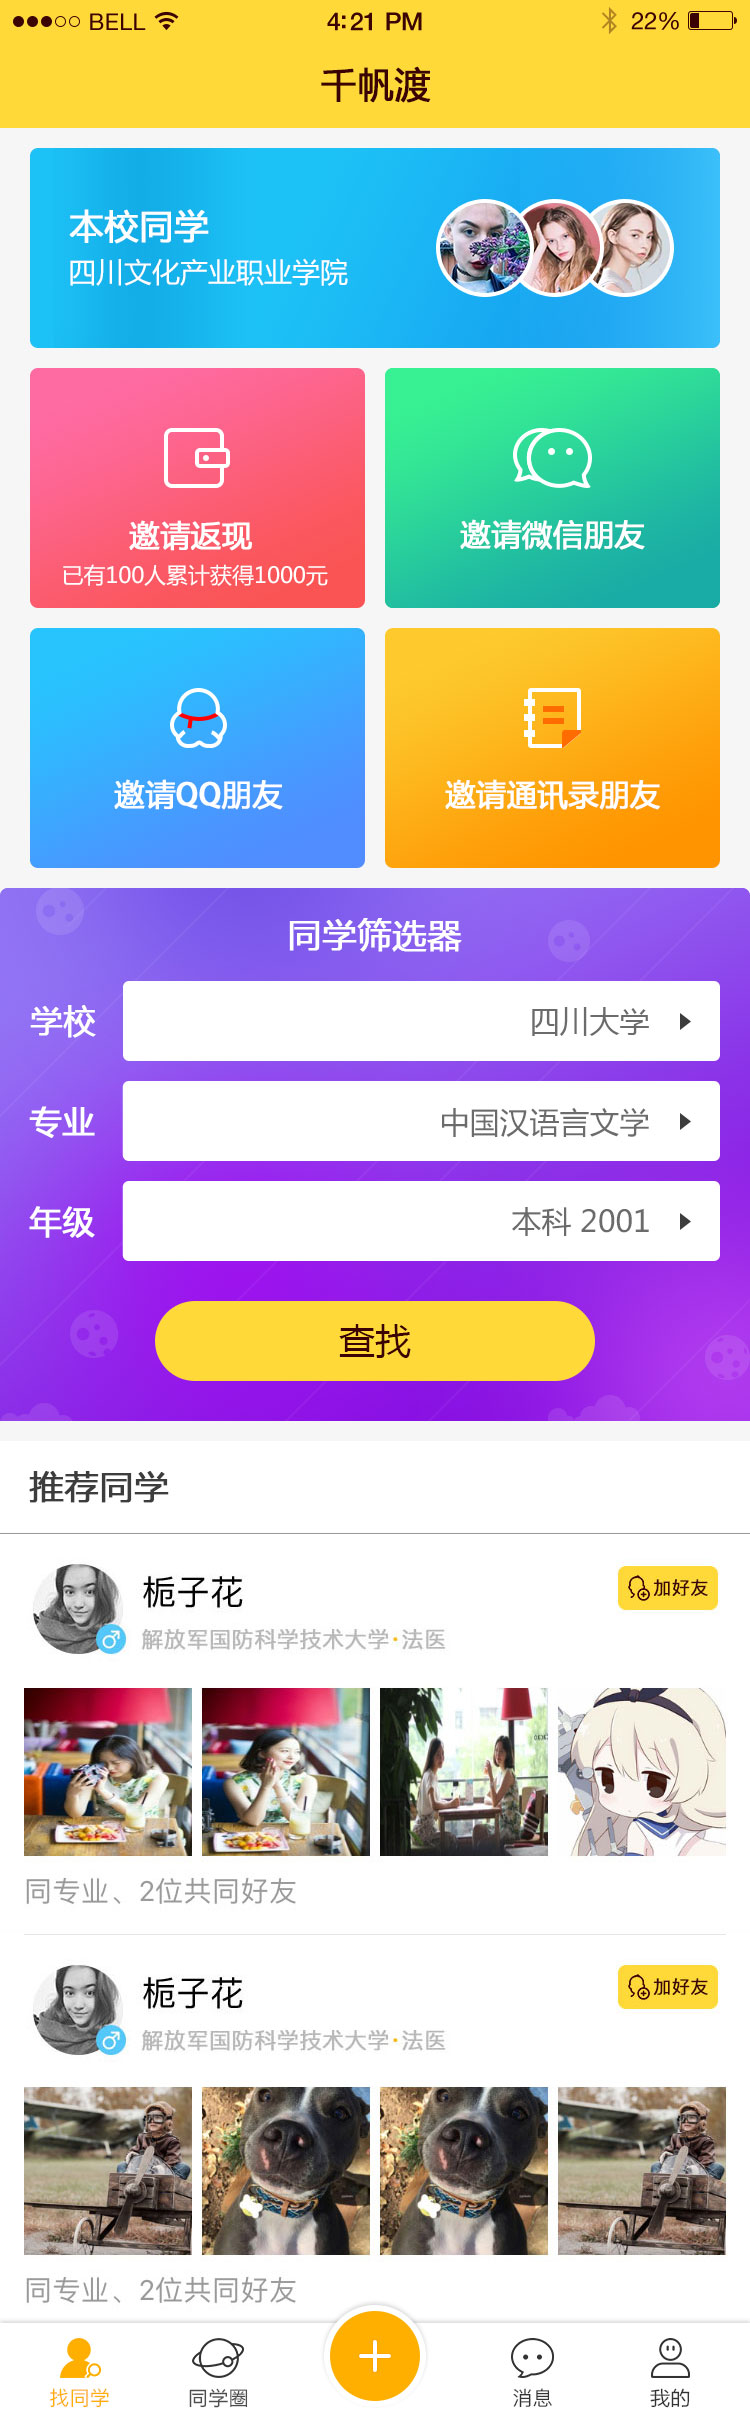 BELL 4:21 PM 22%
千帆渡
本校同学
四川文化产业职业学院
邀请返现
已有100人累计获得1000元
邀请微信朋友
邀请QQ朋友
邀请通讯录朋友
同学筛选器
学校 四川大学
专业 中国汉语言文学
年级 本科 2001
查找
推荐同学
栀子花
加好友
解放军国防科学技术大学·法医
同专业、2位共同好友
栀子花
加好友
解放军国防科学技术大学·法医
同专业、2位共同好友
找同学 同学圈 消息 我的